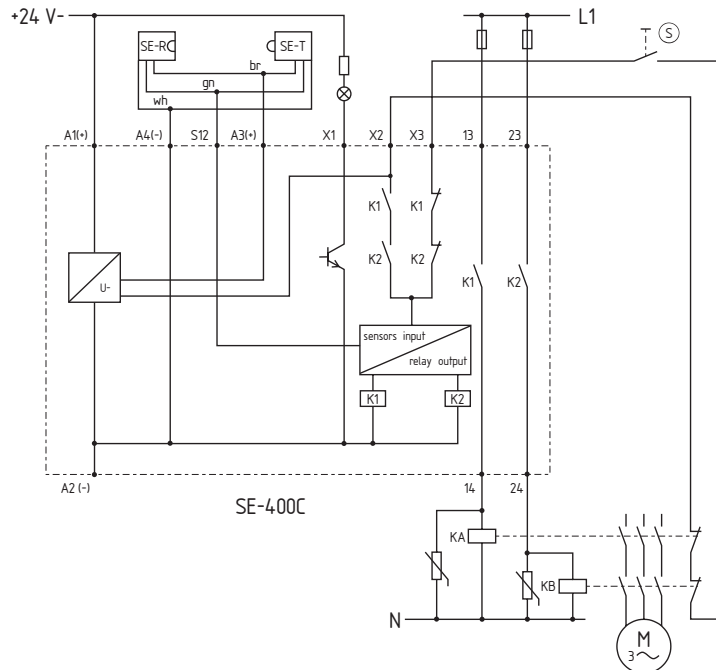 +24 V-
L1
S
SE-R
SE-T
br
gn
wh
A1(+)
A4(-)
S12
A3(+)
X1
X2
X3
13
23
K1
K1
K2
K2
K1
K2
U-
sensors input
relay output
K1
K2
A2 (-)
14
24
SE-400C
KA
KB
N
M
3